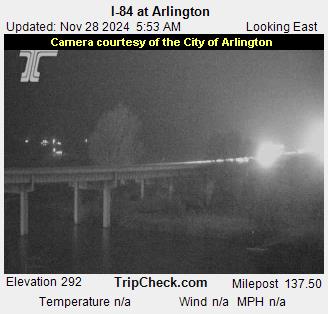 I-84 at Arlington
Updated: Nov 28 2024 5:53 AM Looking East
Camera courtesy of the City of Arlington
Elevation 292 TripCheck.com Milepost 137.50
Temperature n/a Wind n/a MPH n/a